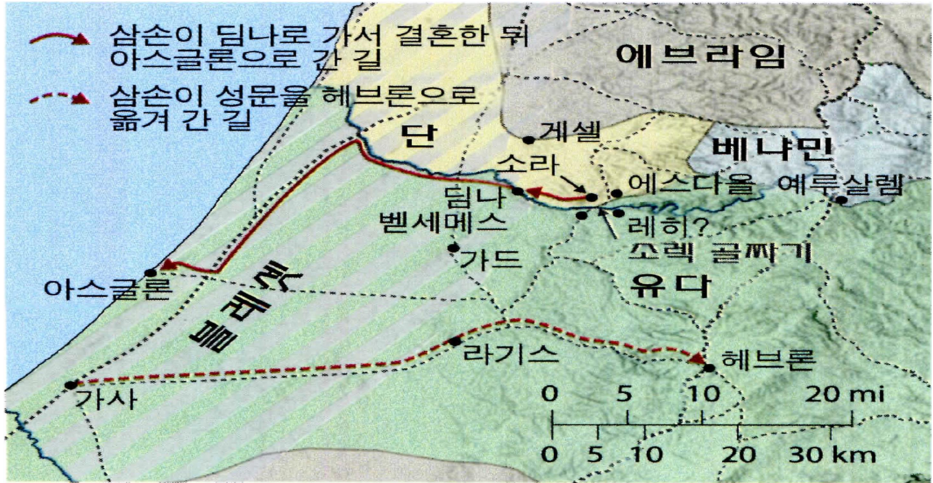 삼손이 딤나로 가서 결혼한 뒤
아스글론으로 간 길
삼손이 성문을 헤브론으로
옮겨 간 길
에브라임
단
게셀
베냐민
소라
에스다올
예루살렘
딤나
벧세메스
레히?
소렉 골짜기
가드
유다
아스글론
블레셋
라기스
헤브론
가사
0 5 10 20 mi
0 5 10 20 30 km